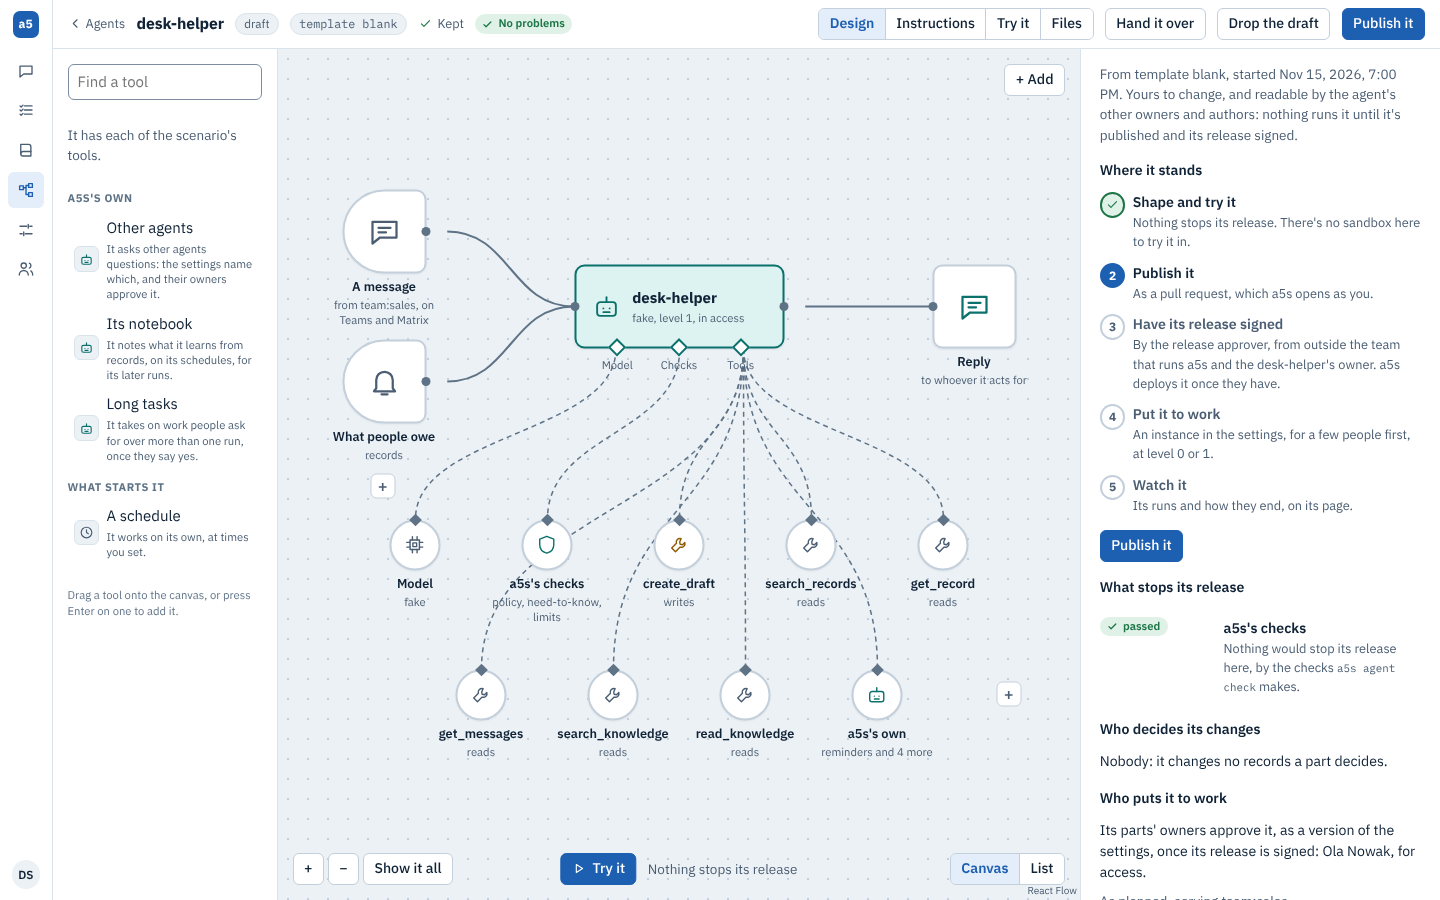 a5
Agents
desk-helper
draft
template blank
Kept
No problems
Design
Instructions
Try it
Files
Hand it over
Drop the draft
Publish it
Find a tool
It has each of the scenario's
tools.
A5S'S OWN
Other agents
It asks other agents
questions: the settings name
which, and their owners
approve it.
Its notebook
It notes what it learns from
records, on its schedules, for
its later runs.
Long tasks
It takes on work people ask
for over more than one run,
once they say yes.
WHAT STARTS IT
A schedule
It works on its own, at times
you set.
Drag a tool onto the canvas, or press
Enter on one to add it.
DS
+ Add
A message
from team:sales, on
Teams and Matrix
What people owe
records
+
desk-helper
fake, level 1, in access
Model
Checks
Tools
Reply
to whoever it acts for
Model
fake
a5s's checks
policy, need-to-know,
limits
create_draft
writes
search_records
reads
get_record
reads
get_messages
reads
search_knowledge
reads
read_knowledge
reads
a5s's own
reminders and 4 more
+
+
−
Show it all
Try it
Nothing stops its release
Canvas
List
React Flow
From template blank, started Nov 15, 2026, 7:00
PM. Yours to change, and readable by the agent's
other owners and authors: nothing runs it until it's
published and its release signed.
Where it stands
Shape and try it
Nothing stops its release. There's no sandbox here
to try it in.
2
Publish it
As a pull request, which a5s opens as you.
3
Have its release signed
By the release approver, from outside the team
that runs a5s and the desk-helper's owner. a5s
deploys it once they have.
4
Put it to work
An instance in the settings, for a few people first,
at level 0 or 1.
5
Watch it
Its runs and how they end, on its page.
Publish it
What stops its release
passed
a5s's checks
Nothing would stop its release
here, by the checks a5s agent
check makes.
Who decides its changes
Nobody: it changes no records a part decides.
Who puts it to work
Its parts' owners approve it, as a version of the
settings, once its release is signed: Ola Nowak, for
access.